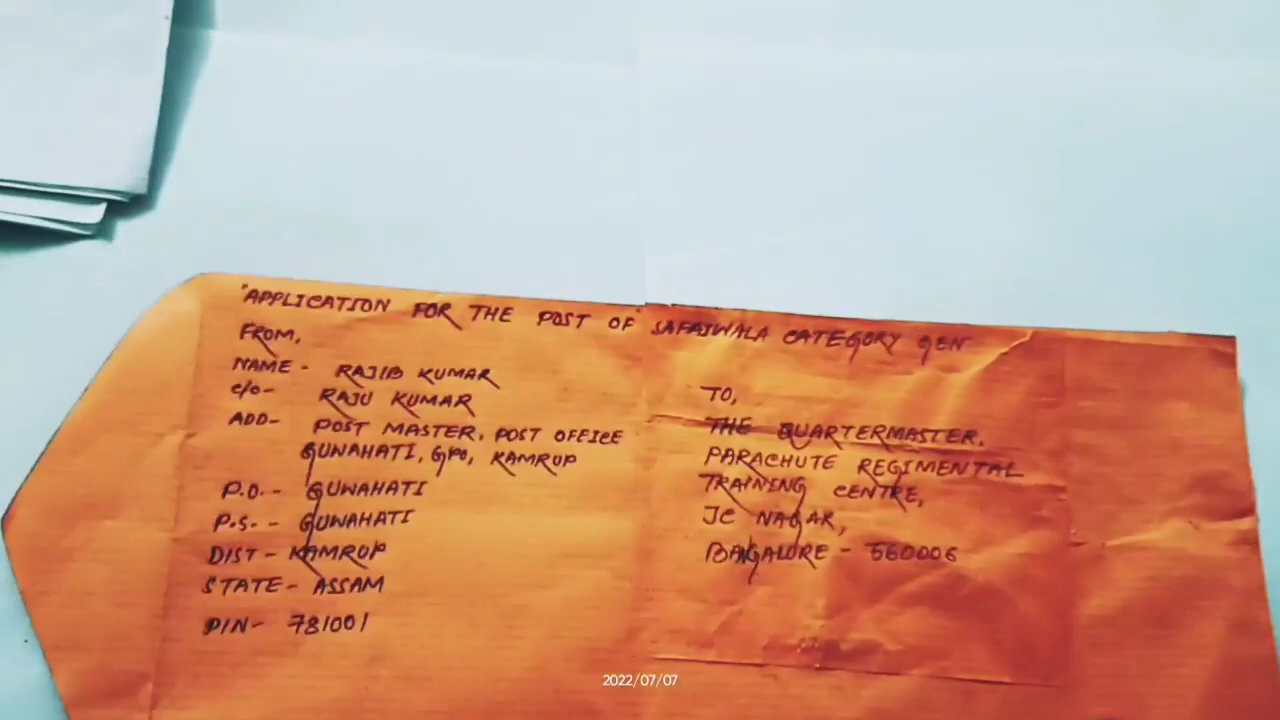 "APPLICATION FOR THE POST OF SAFAIWALA CATEGORY GEN
FROM,
NAME - RAJIB KUMAR
C/O- RAJU KUMAR
ADD- POST MASTER, POST OFFICE
GUWAHATI, GPO, KAMRUP
P.O. - GUWAHATI
P.S. - GUWAHATI
DIST - KAMRUP
STATE - ASSAM
PIN - 781001
TO,
THE QUARTERMASTER,
PARACHUTE REGIMENTAL
TRAINING CENTRE,
JC NAGAR,
BANGALORE - 560006
2022/07/07